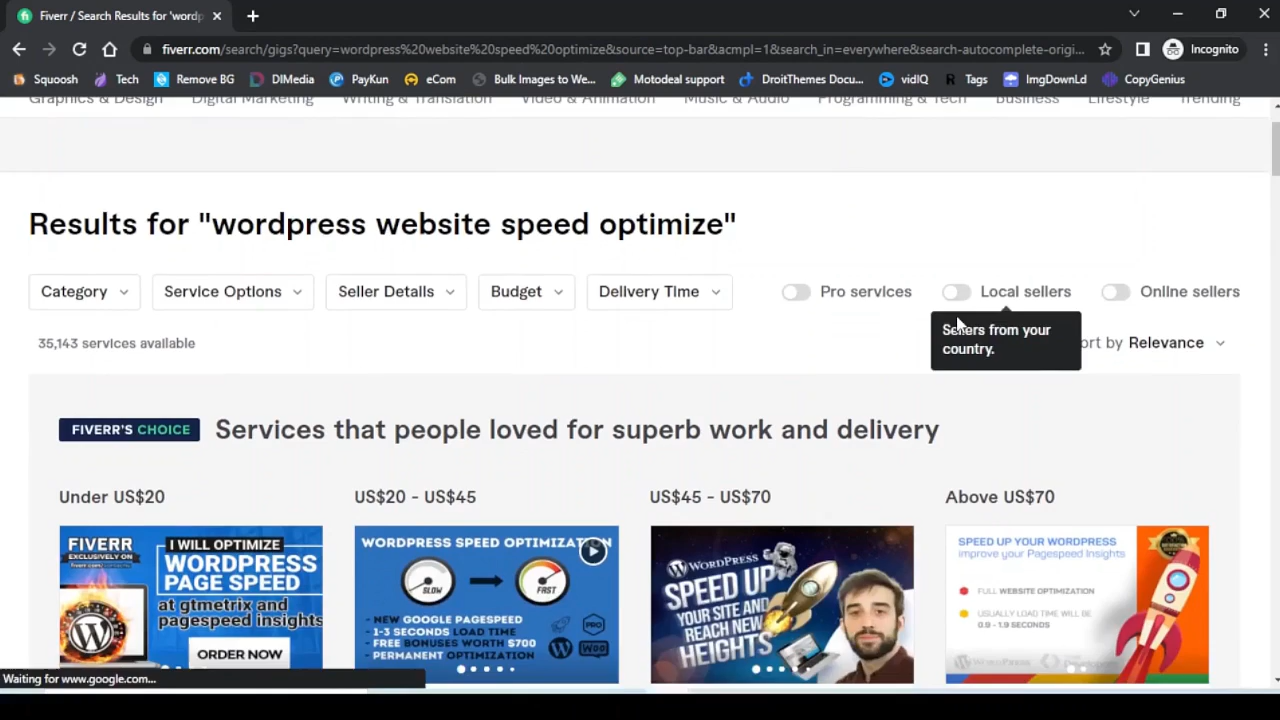 Fiverr / Search Results for 'wordp
fiverr.com/search/gigs?query=wordpress%20website%20speed%20optimize&source=top-bar&acmpl=1&search_in=everywhere&search-autocomplete-origi...
Incognito
Squoosh Tech Remove BG DIMedia PayKun eCom Bulk Images to We... Motodeal support DroitThemes Docu... vidIQ Tags ImgDownLd CopyGenius
Graphics & Design Digital Marketing Writing & Translation Video & Animation Music & Audio Programming & Tech Business Lifestyle Trending
Results for "wordpress website speed optimize"
Category Service Options Seller Details Budget Delivery Time Pro services Local sellers Online sellers
Sellers from your
country.
35,143 services available
ort by Relevance
FIVERR'S CHOICE Services that people loved for superb work and delivery
Under US$20
US$20 - US$45
US$45 - US$70
Above US$70
FIVERR
EXCLUSIVELY ON
I WILL OPTIMIZE
WORDPRESS
PAGE SPEED
at gtmetrix and
pagespeed insights
ORDER NOW
WORDPRESS SPEED OPTIMIZATION
SLOW
FAST
- NEW GOOGLE PAGESPEED
- 1-3 SECONDS LOAD TIME
- FREE BONUSES WORTH $700
- PERMANENT OPTIMIZATION
PRO
WOO
WORDPRESS
SPEED UP
YOUR SITE AND
REACH NEW
HEIGHTS
SPEED UP YOUR WORDPRESS
improve your Pagespeed Insights
FULL WEBSITE OPTIMIZATION
USUALLY LOAD TIME WILL BE
0.9 - 1.9 SECONDS
WORDPRESS
Waiting for www.google.com...